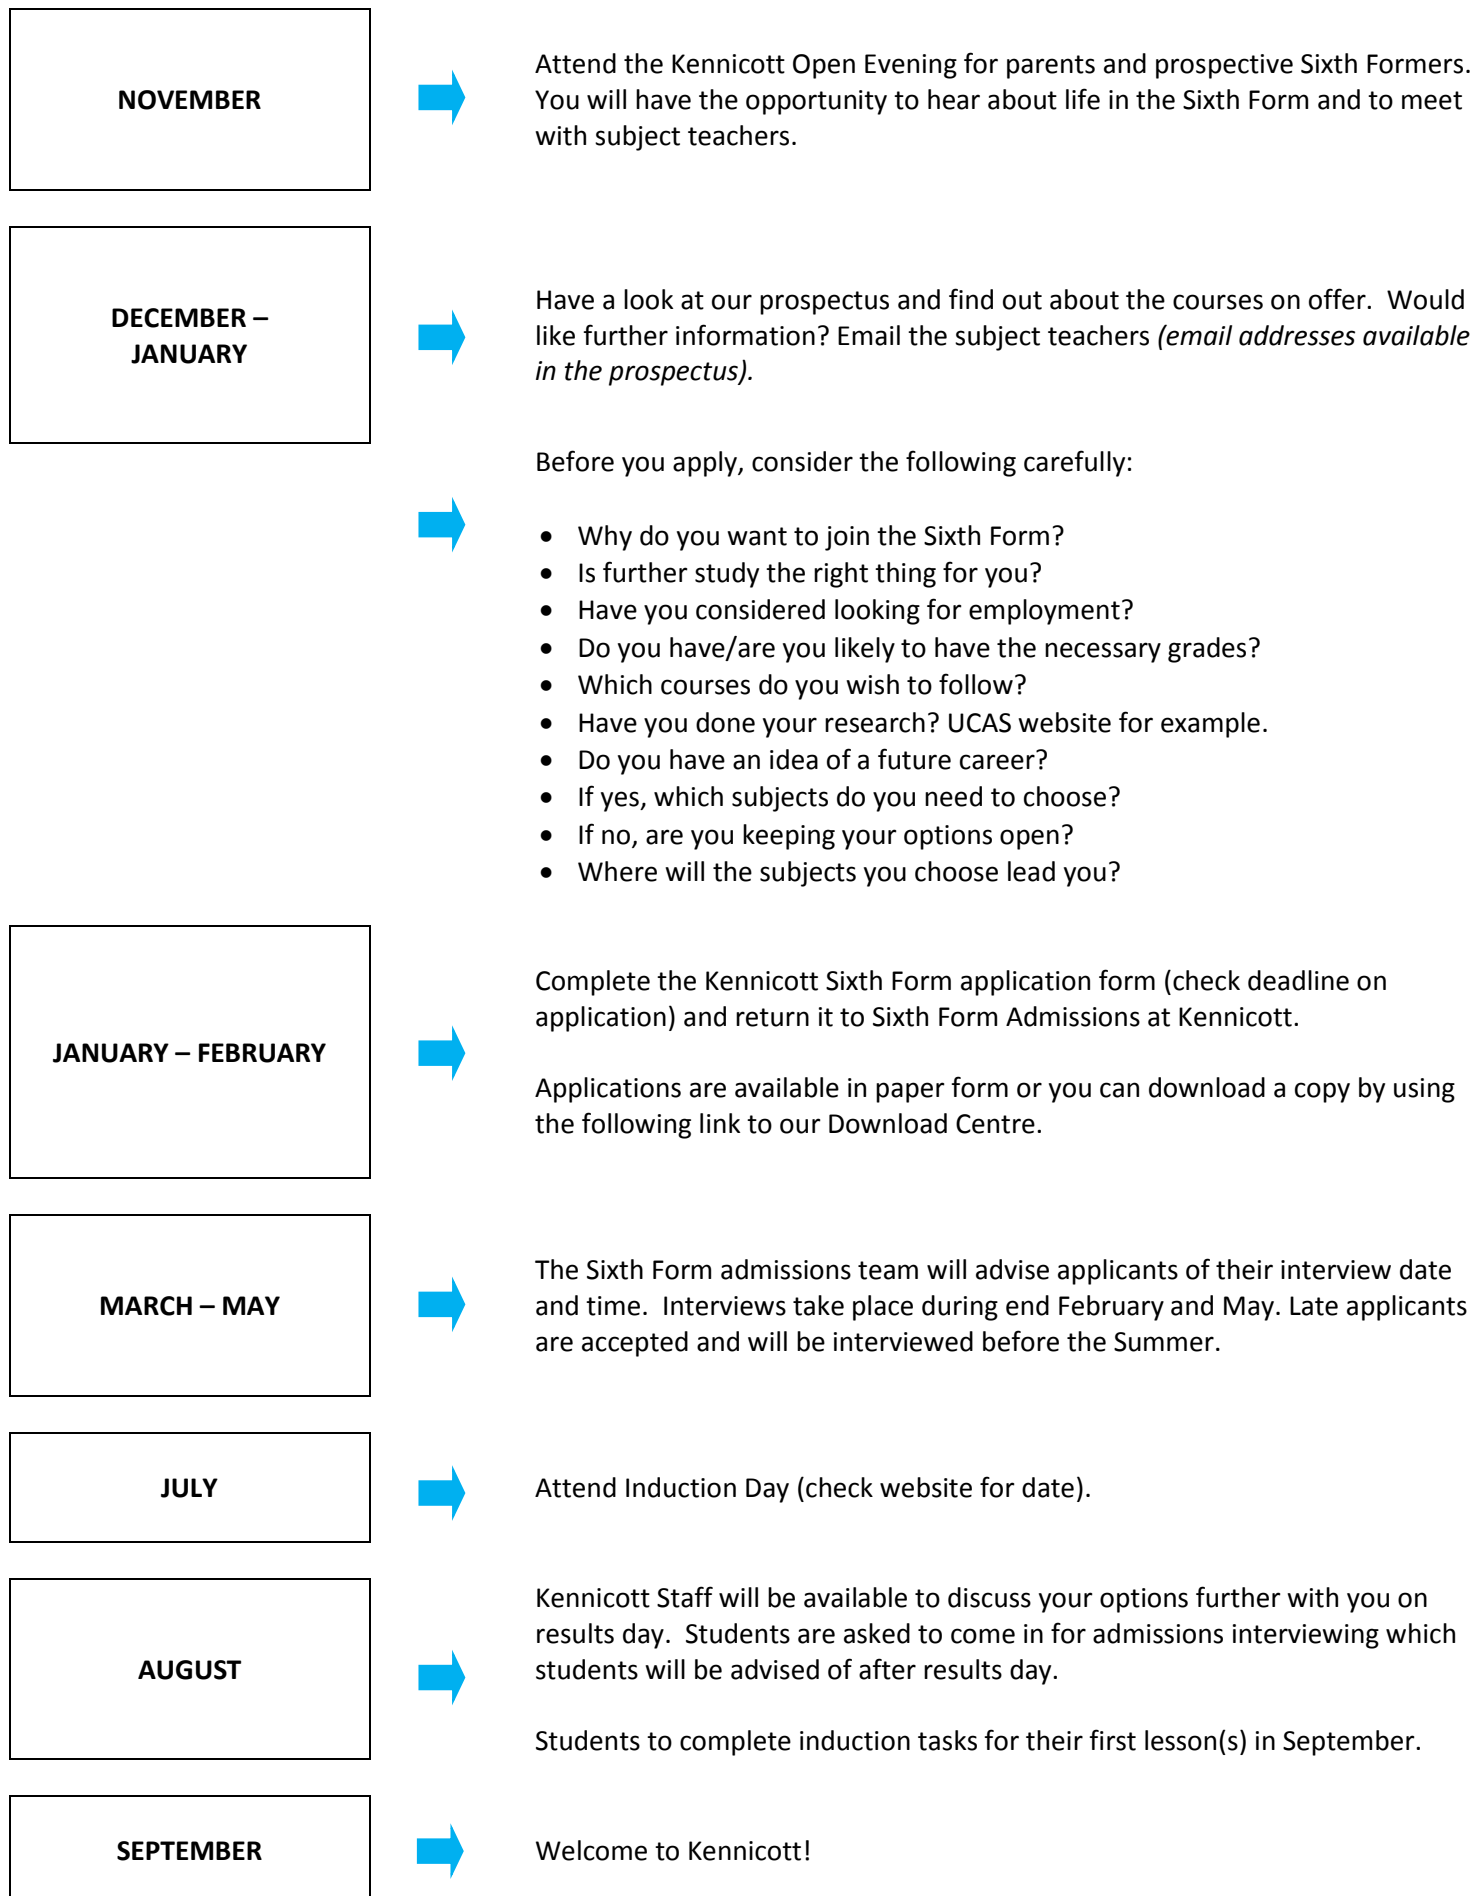 NOVEMBER
Attend the Kennicott Open Evening for parents and prospective Sixth Formers.
You will have the opportunity to hear about life in the Sixth Form and to meet
with subject teachers.
DECEMBER –
JANUARY
Have a look at our prospectus and find out about the courses on offer.  Would
like further information? Email the subject teachers (email addresses available
in the prospectus).
Before you apply, consider the following carefully:
• Why do you want to join the Sixth Form?
• Is further study the right thing for you?
• Have you considered looking for employment?
• Do you have/are you likely to have the necessary grades?
• Which courses do you wish to follow?
• Have you done your research? UCAS website for example.
• Do you have an idea of a future career?
• If yes, which subjects do you need to choose?
• If no, are you keeping your options open?
• Where will the subjects you choose lead you?
JANUARY – FEBRUARY
Complete the Kennicott Sixth Form application form (check deadline on
application) and return it to Sixth Form Admissions at Kennicott.
Applications are available in paper form or you can download a copy by using
the following link to our Download Centre.
MARCH – MAY
The Sixth Form admissions team will advise applicants of their interview date
and time.  Interviews take place during end February and May. Late applicants
are accepted and will be interviewed before the Summer.
JULY
Attend Induction Day (check website for date).
AUGUST
Kennicott Staff will be available to discuss your options further with you on
results day.  Students are asked to come in for admissions interviewing which
students will be advised of after results day.
Students to complete induction tasks for their first lesson(s) in September.
SEPTEMBER
Welcome to Kennicott!